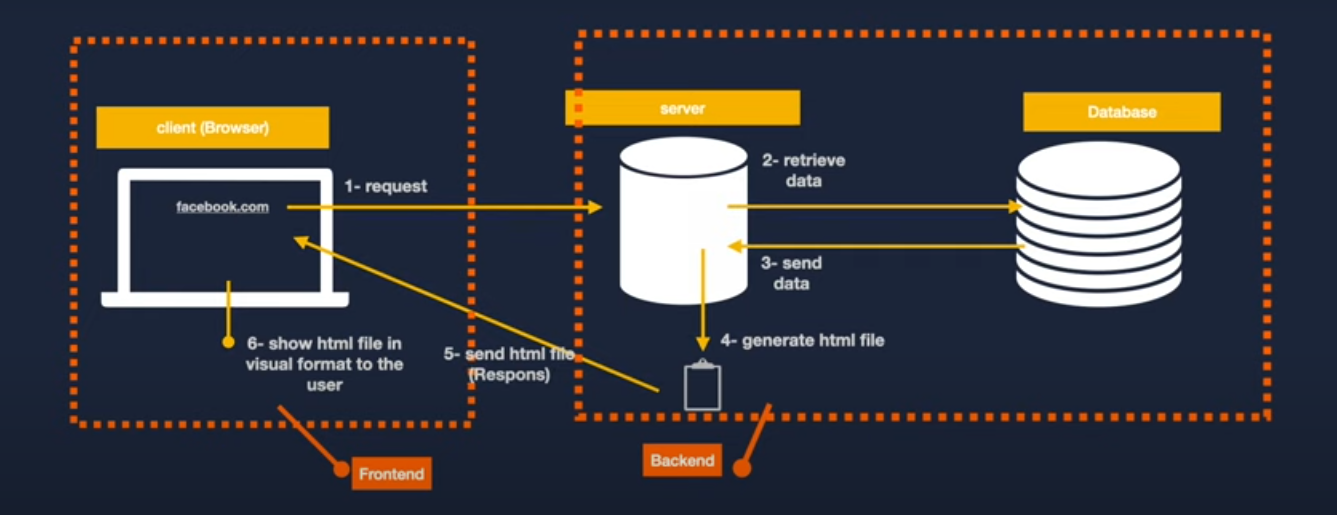 client (Browser)
server
Database
facebook.com
1- request
2- retrieve
data
3- send
data
4- generate html file
5- send html file
(Respons)
6- show html file in
visual format to the
user
Frontend
Backend